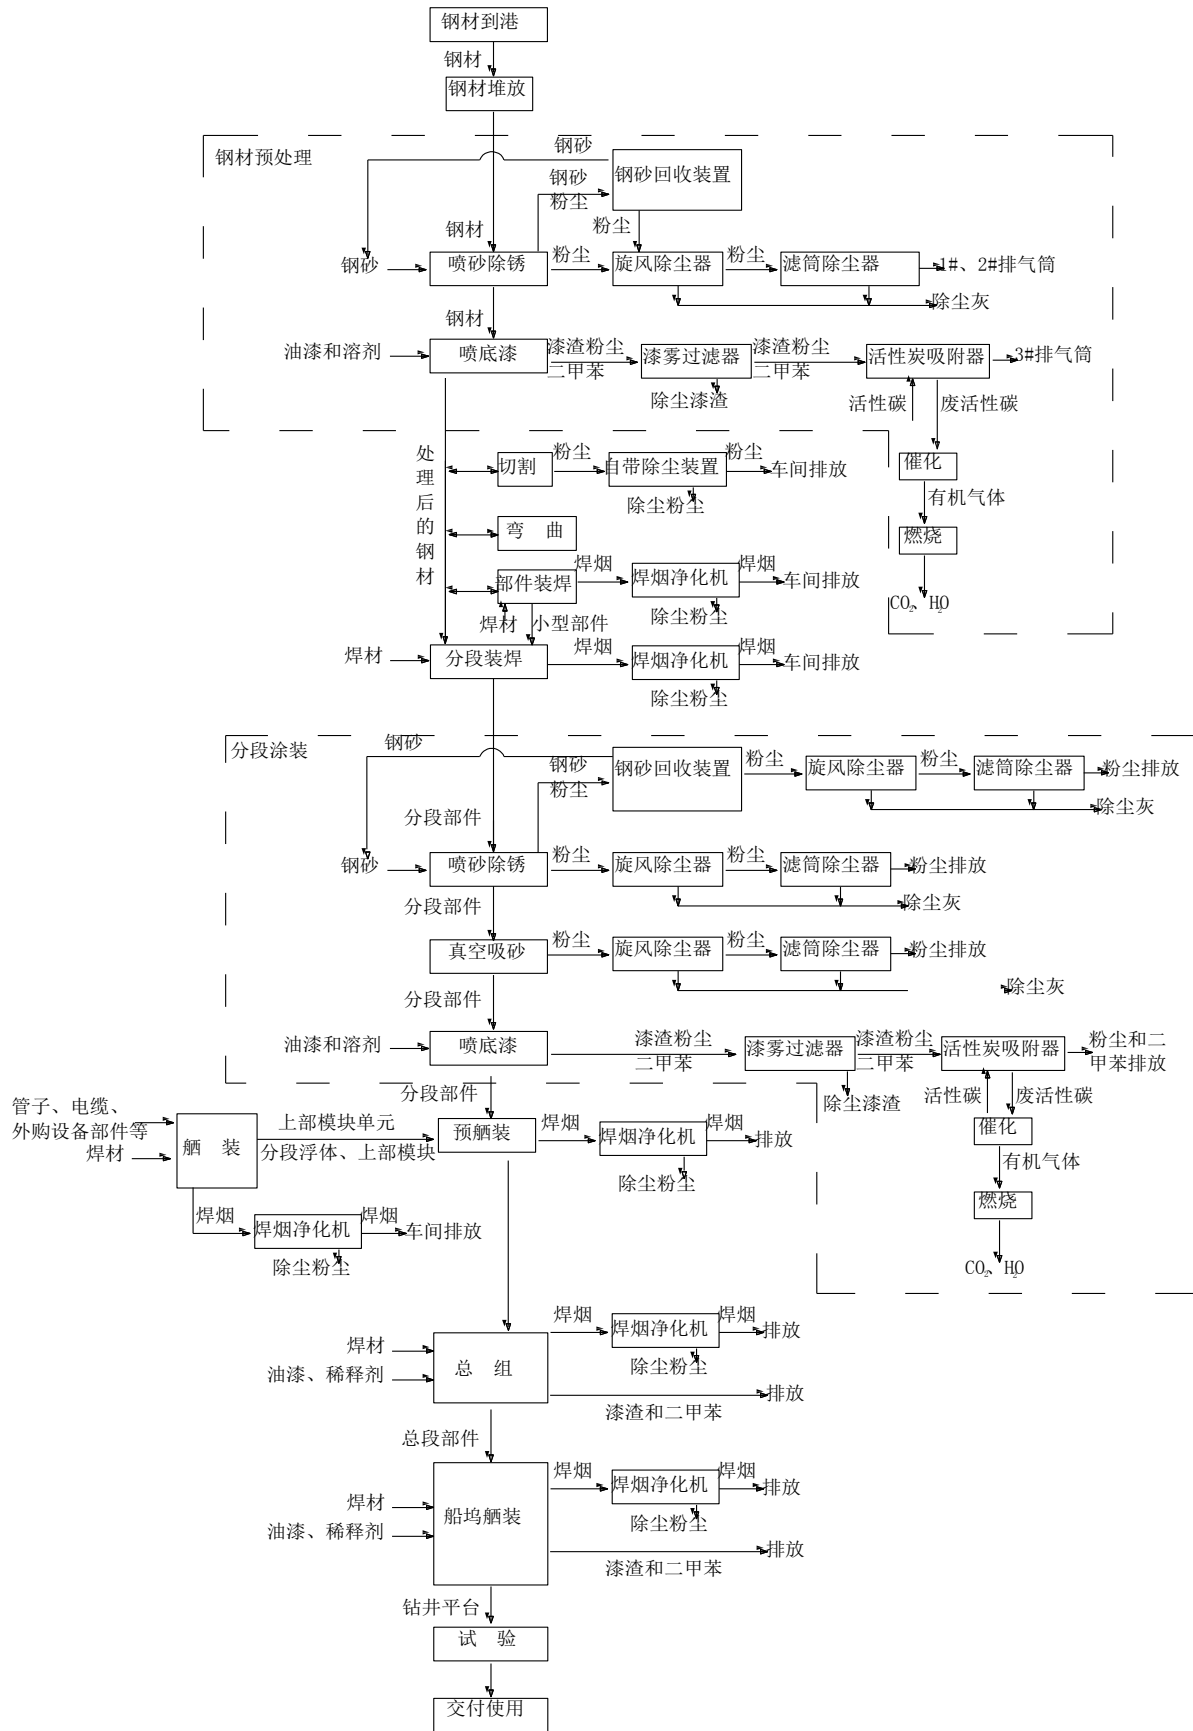 钢材到港
钢材
钢材堆放
钢材预处理
钢砂
钢砂回收装置
钢砂
粉尘
粉尘
钢材
钢砂
喷砂除锈
粉尘
旋风除尘器
粉尘
滤筒除尘器
1#、2#排气筒
除尘灰
钢材
油漆和溶剂
喷底漆
漆渣粉尘
二甲苯
漆雾过滤器
漆渣粉尘
二甲苯
活性炭吸附器
3#排气筒
除尘漆渣
活性碳
废活性碳
处理后的钢材
切割
粉尘
自带除尘装置
粉尘
车间排放
除尘粉尘
催化
有机气体
弯 曲
燃烧
部件装焊
焊烟
焊烟净化机
焊烟
车间排放
除尘粉尘
CO2、H2O
焊材
小型部件
焊材
分段装焊
焊烟
焊烟净化机
焊烟
车间排放
除尘粉尘
分段涂装
钢砂
钢砂回收装置
钢砂
粉尘
粉尘
旋风除尘器
粉尘
滤筒除尘器
粉尘排放
除尘灰
分段部件
钢砂
喷砂除锈
粉尘
旋风除尘器
粉尘
滤筒除尘器
粉尘排放
除尘灰
分段部件
真空吸砂
粉尘
旋风除尘器
粉尘
滤筒除尘器
粉尘排放
除尘灰
分段部件
油漆和溶剂
喷底漆
漆渣粉尘
二甲苯
漆雾过滤器
漆渣粉尘
二甲苯
活性炭吸附器
粉尘和二
甲苯排放
除尘漆渣
活性碳
废活性碳
分段部件
管子、电缆、
外购设备部件等
焊材
舾 装
上部模块单元
分段浮体、上部模块
预舾装
焊烟
焊烟净化机
焊烟
排放
除尘粉尘
催化
有机气体
燃烧
CO2、H2O
焊烟
焊烟净化机
焊烟
车间排放
除尘粉尘
焊材
油漆、稀释剂
总 组
焊烟
焊烟净化机
焊烟
排放
除尘粉尘
排放
漆渣和二甲苯
总段部件
焊材
油漆、稀释剂
船坞舾装
焊烟
焊烟净化机
焊烟
排放
除尘粉尘
排放
漆渣和二甲苯
钻井平台
试 验
交付使用